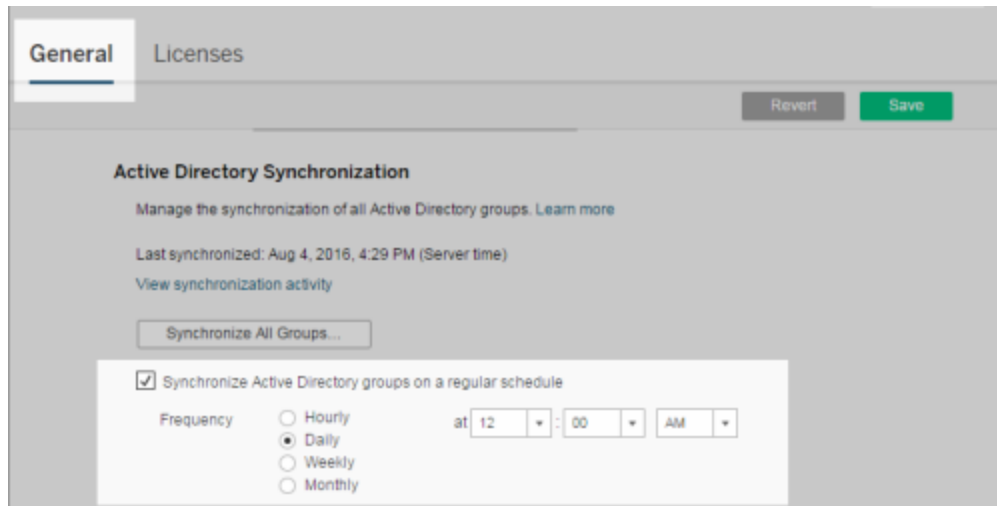 General Licenses
Revert Save
Active Directory Synchronization
Manage the synchronization of all Active Directory groups. Learn more
Last synchronized: Aug 4, 2016, 4:29 PM (Server time)
View synchronization activity
Synchronize All Groups...
Synchronize Active Directory groups on a regular schedule
Frequency Hourly at 12 : 00 AM
Daily
Weekly
Monthly